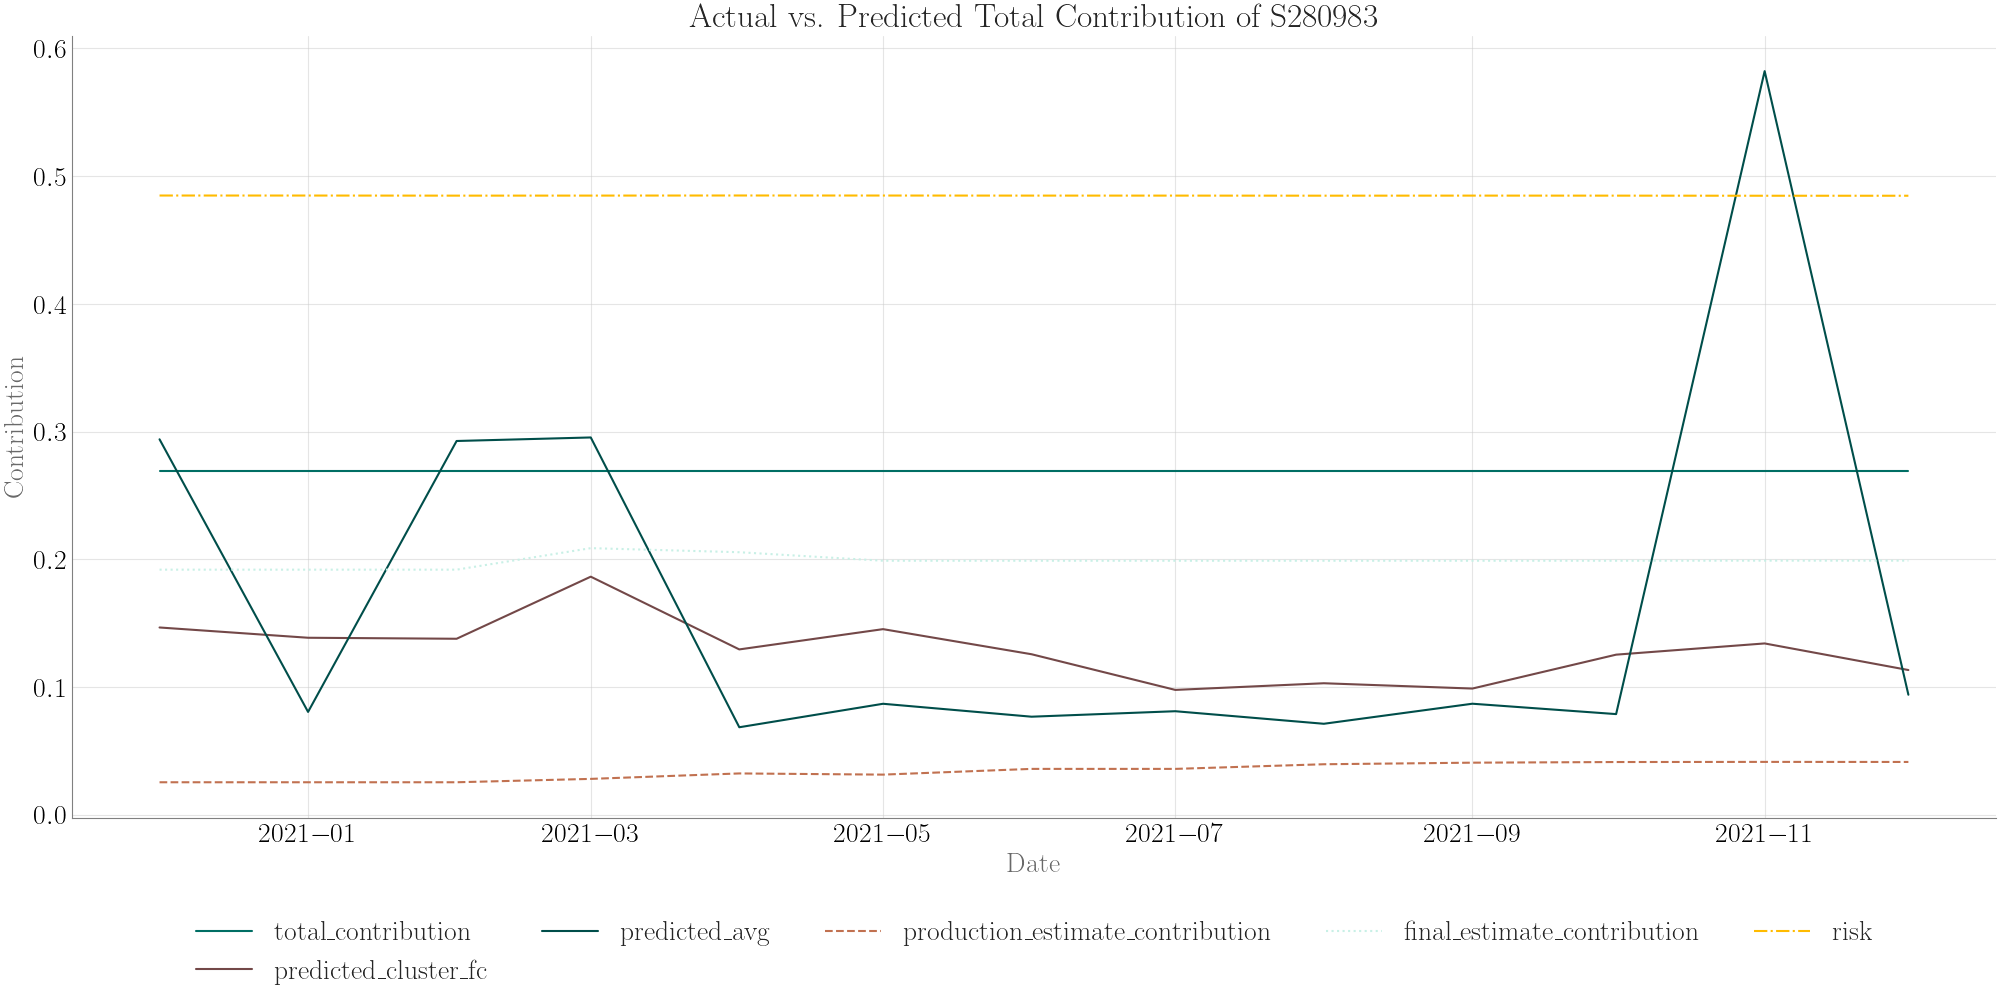 Actual vs. Predicted Total Contribution of S280983
0.6
0.5
0.4
0.3
0.2
0.1
0.0
Contribution
2021–01 2021–03 2021–05 2021–07 2021–09 2021–11
Date
total_contribution predicted_avg production_estimate_contribution final_estimate_contribution risk
predicted_cluster_fc